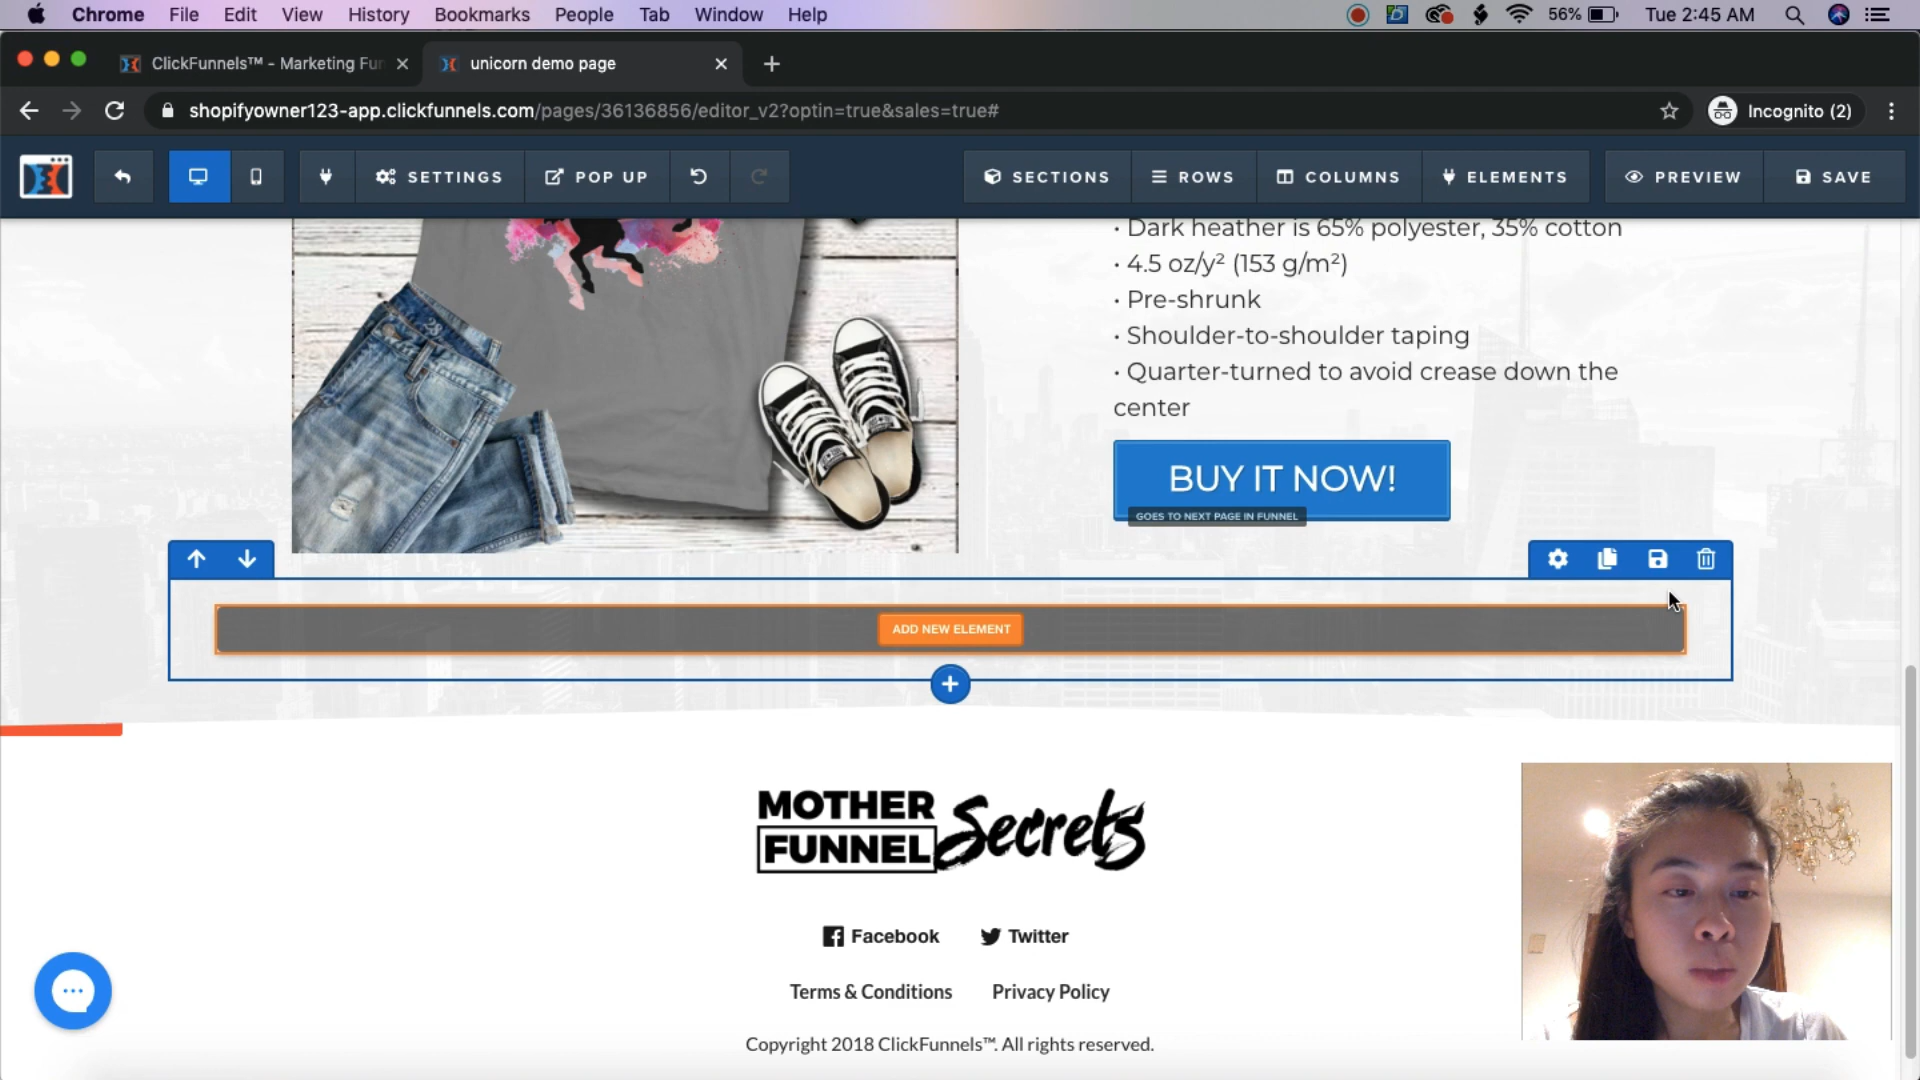 Chrome File Edit View History Bookmarks People Tab Window Help 56% Tue 2:45 AM
ClickFunnels™ - Marketing Fun unicorn demo page
shopifyowner123-app.clickfunnels.com/pages/36136856/editor_v2?optin=true&sales=true# Incognito (2)
SETTINGS POP UP SECTIONS ROWS COLUMNS ELEMENTS PREVIEW SAVE
• Dark heather is 65% polyester, 35% cotton
• 4.5 oz/y² (153 g/m²)
• Pre-shrunk
• Shoulder-to-shoulder taping
• Quarter-turned to avoid crease down the
center
28
BUY IT NOW!
GOES TO NEXT PAGE IN FUNNEL
ADD NEW ELEMENT
MOTHER
FUNNEL Secrets
Facebook Twitter
Terms & Conditions Privacy Policy
Copyright 2018 ClickFunnels™. All rights reserved.